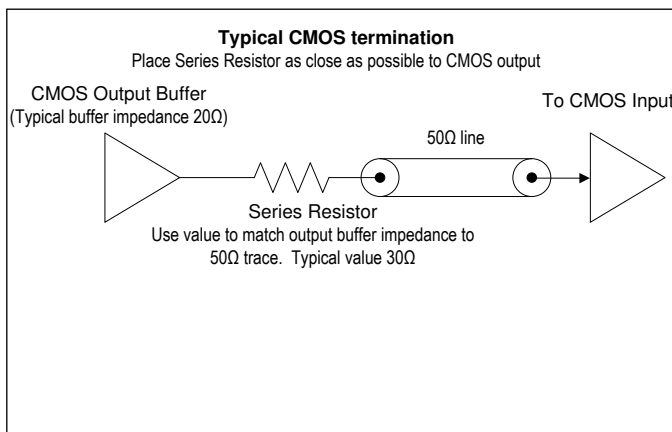 Typical CMOS termination
Place Series Resistor as close as possible to CMOS output
CMOS Output Buffer
(Typical buffer impedance 20Ω)
To CMOS Input
50Ω line
Series Resistor
Use value to match output buffer impedance to
50Ω trace. Typical value 30Ω